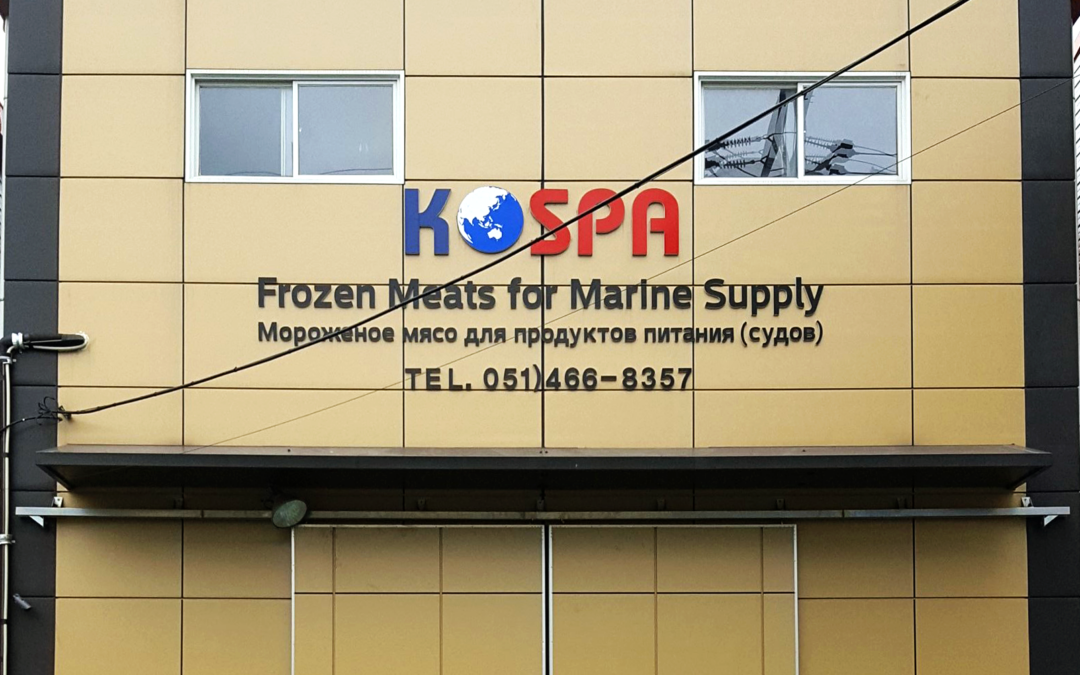 KOSPA
Frozen Meats for Marine Supply
Мороженое мясо для продуктов питания (судов)
TEL. 051)466-8357